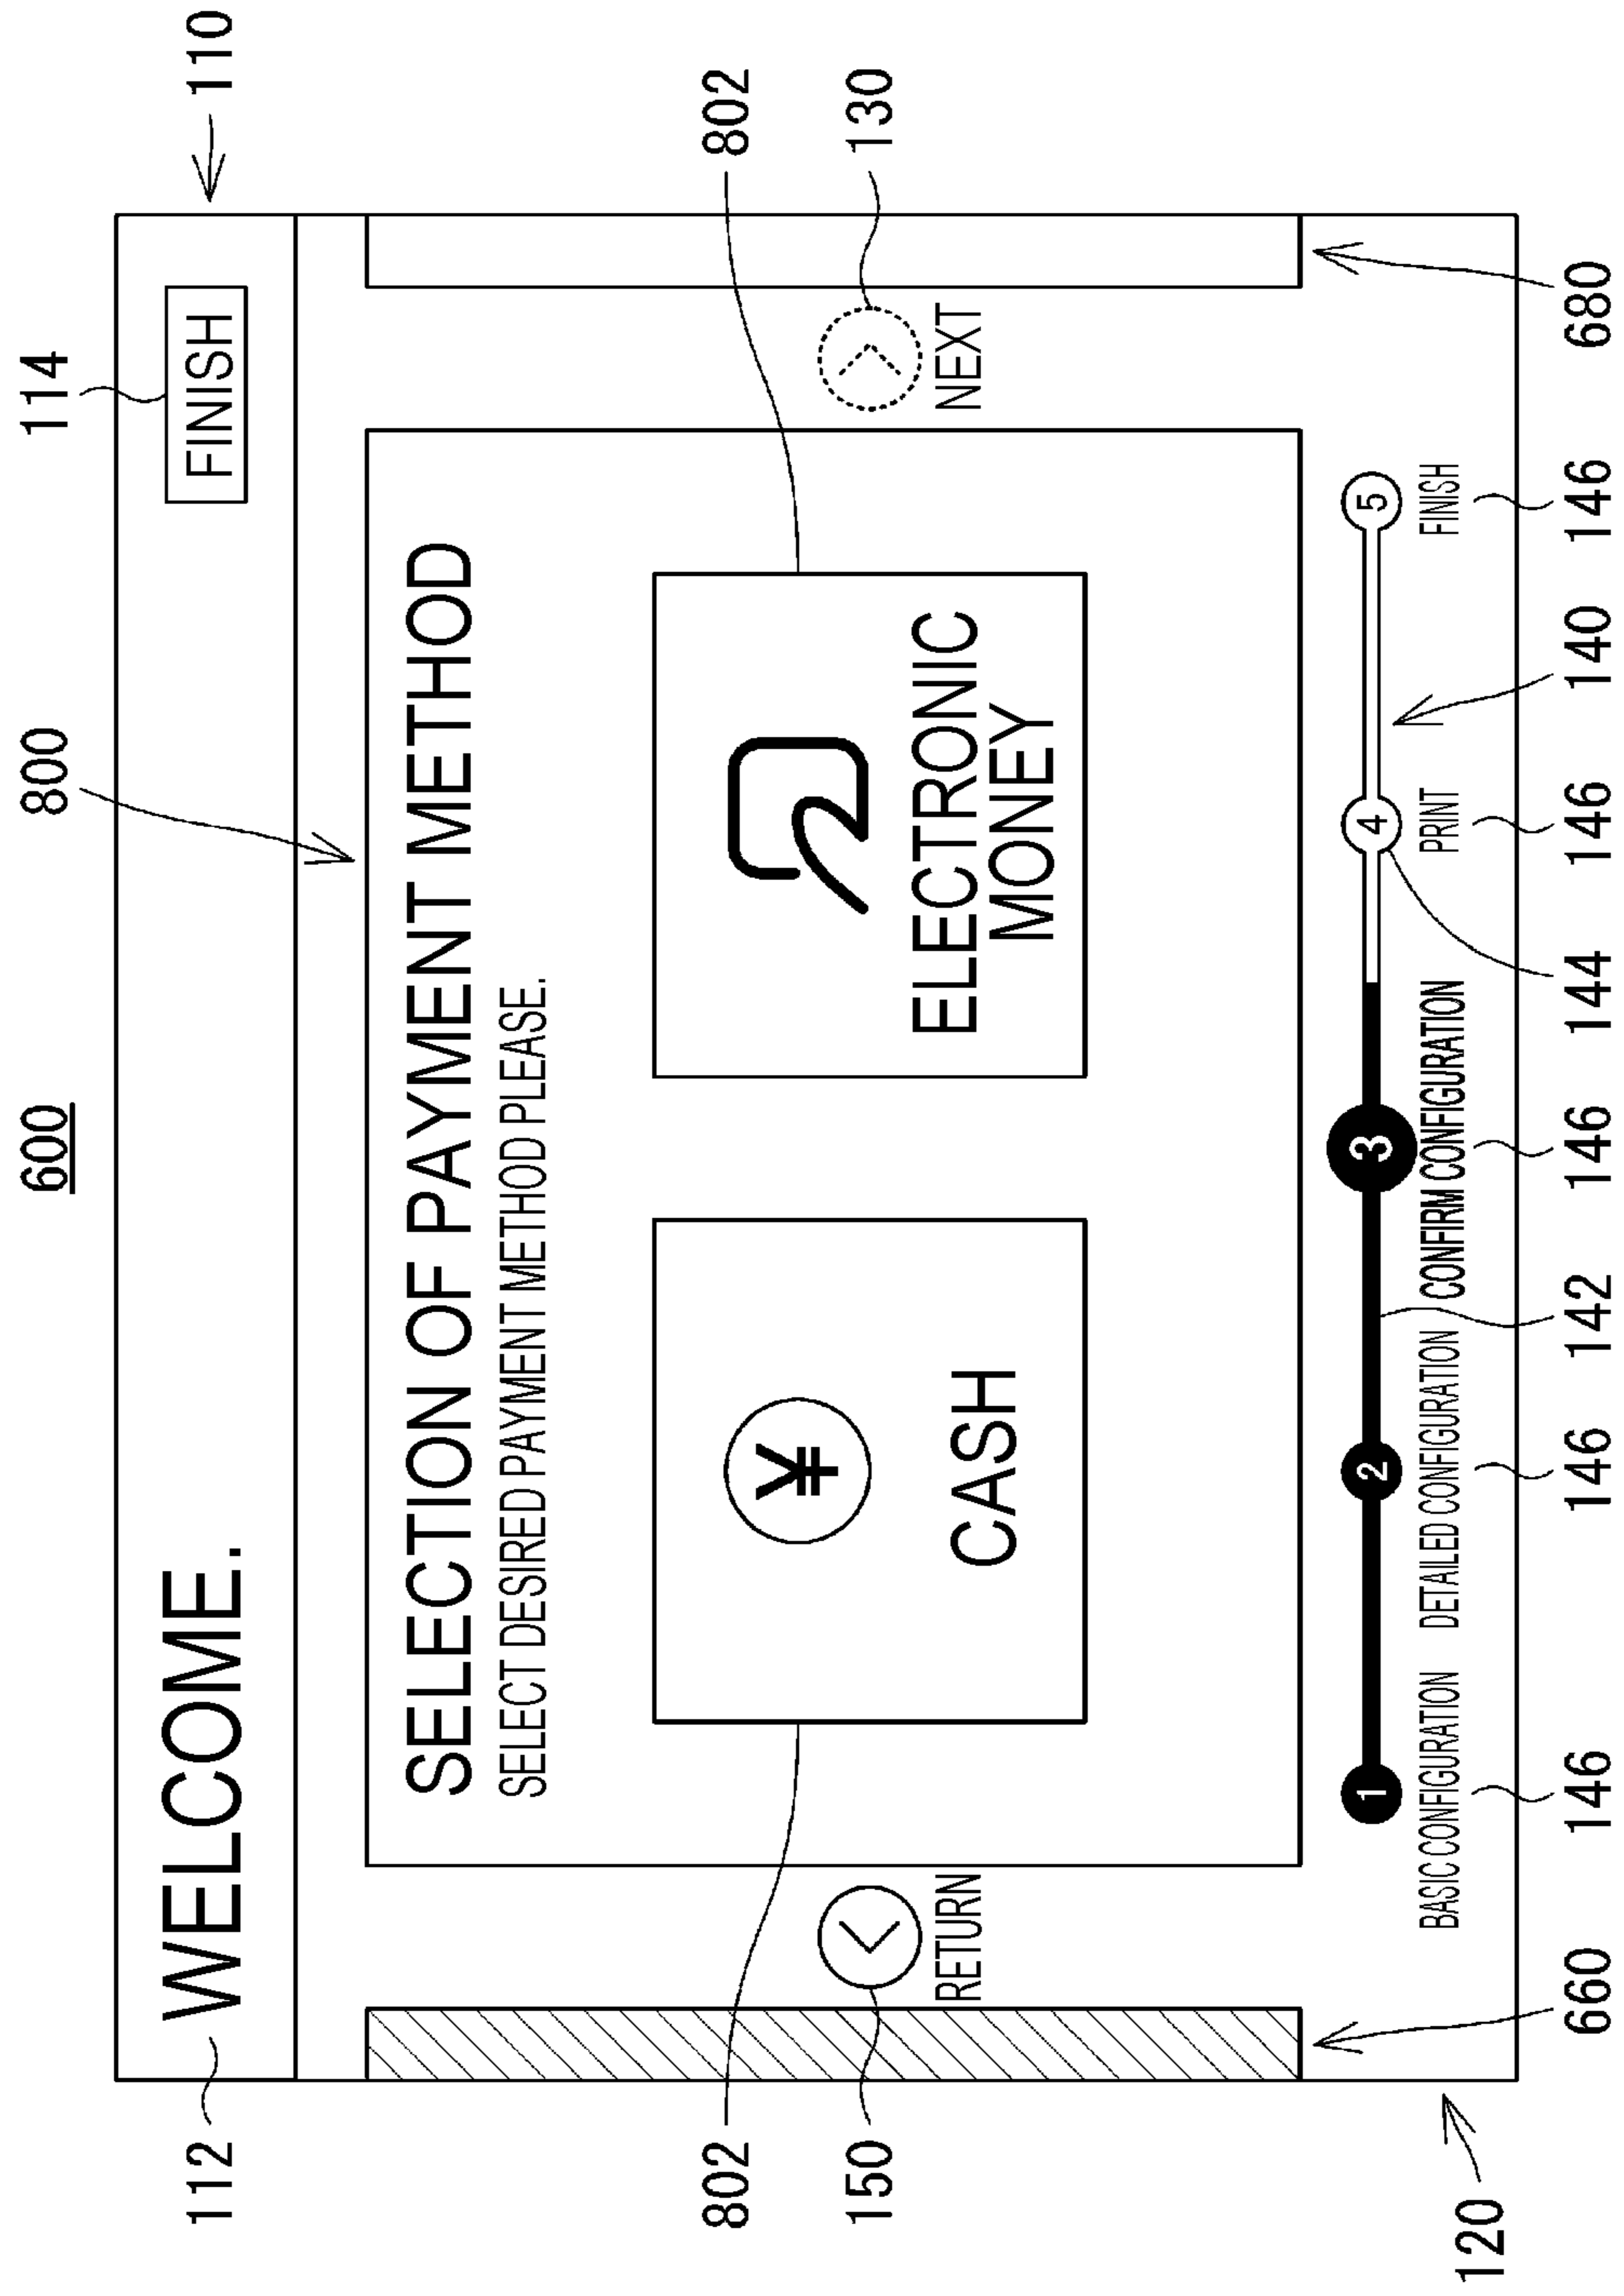 600
800
114
110
112
WELCOME.
FINISH
SELECTION OF PAYMENT METHOD
SELECT DESIRED PAYMENT METHOD PLEASE.
802
802
¥
CASH
ELECTRONIC
MONEY
150
RETURN
130
NEXT
1
2
3
4
5
BASIC CONFIGURATION
DETAILED CONFIGURATION
CONFIRM CONFIGURATION
PRINT
FINISH
120
660
146
146
142
146
144
146
140
146
680